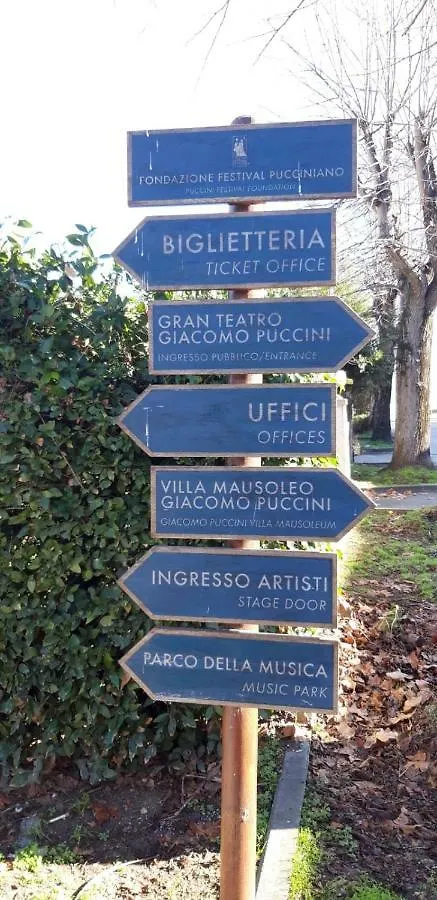 FONDAZIONE FESTIVAL PUCCINIANO
PUCCINI FESTIVAL FOUNDATION
BIGLIETTERIA
TICKET OFFICE
GRAN TEATRO
GIACOMO PUCCINI
INGRESSO PUBBLICO/ENTRANCE
UFFICI
OFFICES
VILLA MAUSOLEO
GIACOMO PUCCINI
GIACOMO PUCCINI VILLA MAUSOLEUM
INGRESSO ARTISTI
STAGE DOOR
PARCO DELLA MUSICA
MUSIC PARK